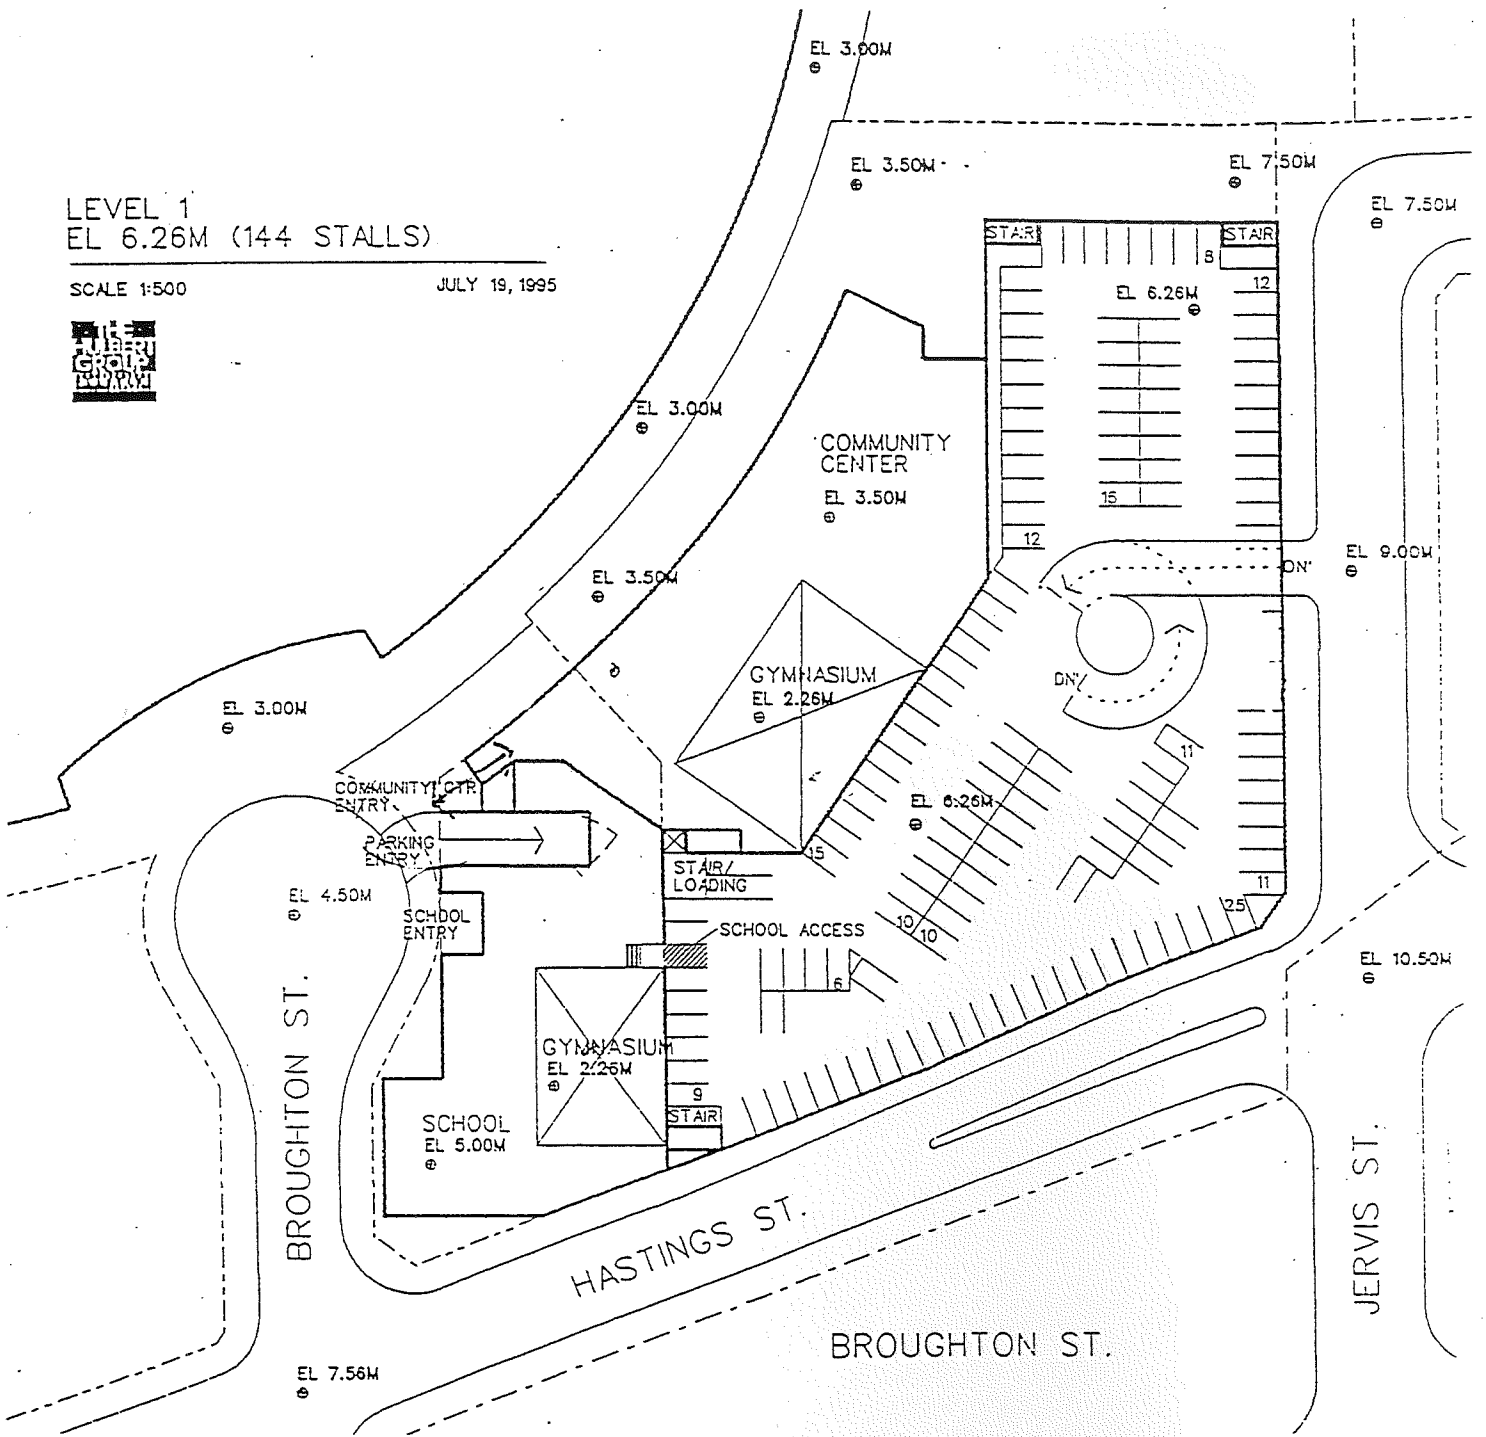 EL 3.00M
EL 3.50M
EL 7.50M
EL 7.50M
LEVEL 1
EL 6.26M (144 STALLS)
SCALE 1:500
JULY 19, 1995
THE
GROUP
STAIR
STAIR
8
12
EL 6.26M
EL 3.00M
COMMUNITY
CENTER
EL 3.50M
15
12
EL 9.00M
DN'
EL 3.50M
GYMNASIUM
EL 2.26M
DN'
EL 3.00M
11
COMMUNITY CTR
ENTRY
EL 6.26M
PARKING
ENTRY
15
STAIR/
LOADING
11
EL 4.50M
SCHOOL
ENTRY
25
10
10
SCHOOL ACCESS
EL 10.50M
6
BROUGHTON ST.
GYMNASIUM
EL 2.26M
9
STAIR
SCHOOL
EL 5.00M
HASTINGS ST.
JERVIS ST.
BROUGHTON ST.
EL 7.56M